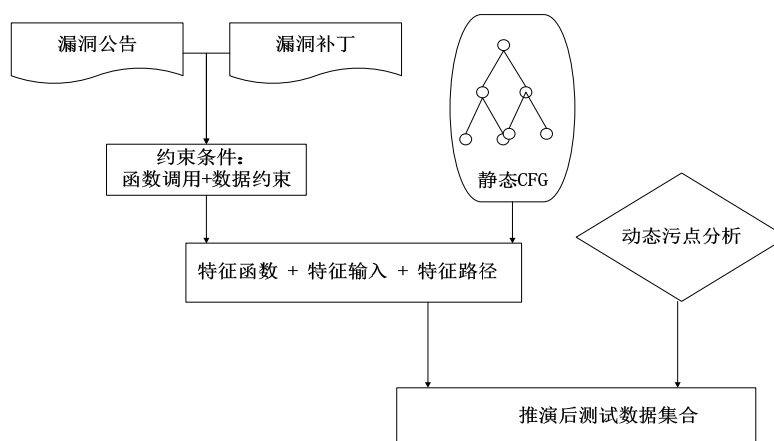 漏洞公告
漏洞补丁
约束条件：
函数调用+数据约束
静态CFG
动态污点分析
特征函数 + 特征输入 + 特征路径
推演后测试数据集合